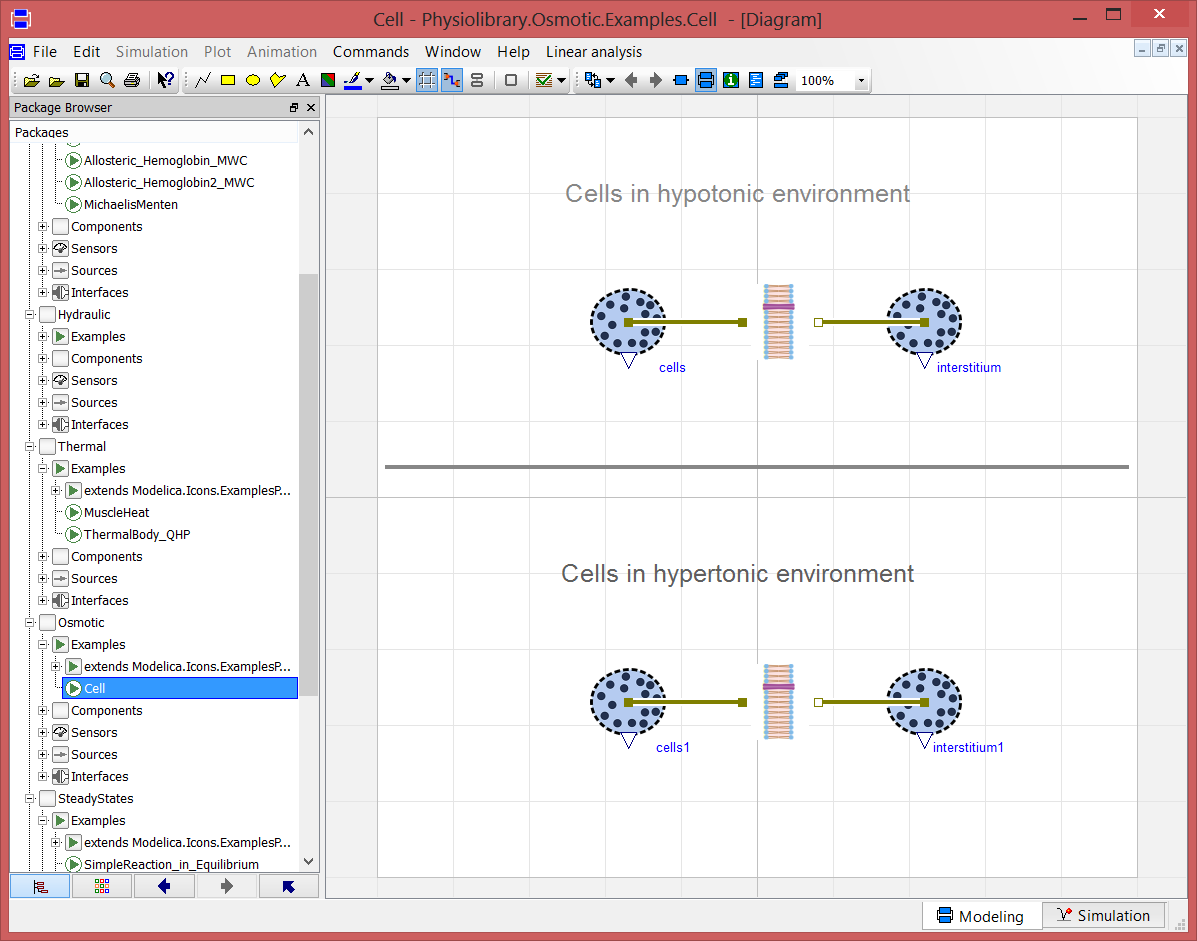 Cell - Physiolibrary.Osmotic.Examples.Cell - [Diagram]
File Edit Simulation Plot Animation Commands Window Help Linear analysis
A 100%
Package Browser
Packages
Allosteric_Hemoglobin_MWC
Allosteric_Hemoglobin2_MWC
MichaelisMenten
Components
Sensors
Sources
Interfaces
Hydraulic
Examples
Components
Sensors
Sources
Interfaces
Thermal
Examples
extends Modelica.Icons.ExamplesP...
MuscleHeat
ThermalBody_QHP
Components
Sources
Interfaces
Osmotic
Examples
extends Modelica.Icons.ExamplesP...
Cell
Components
Sensors
Sources
Interfaces
SteadyStates
Examples
extends Modelica.Icons.ExamplesP...
SimpleReaction_in_Equilibrium
Cells in hypotonic environment
cells
interstitium
Cells in hypertonic environment
cells1
interstitium1
Modeling
Simulation